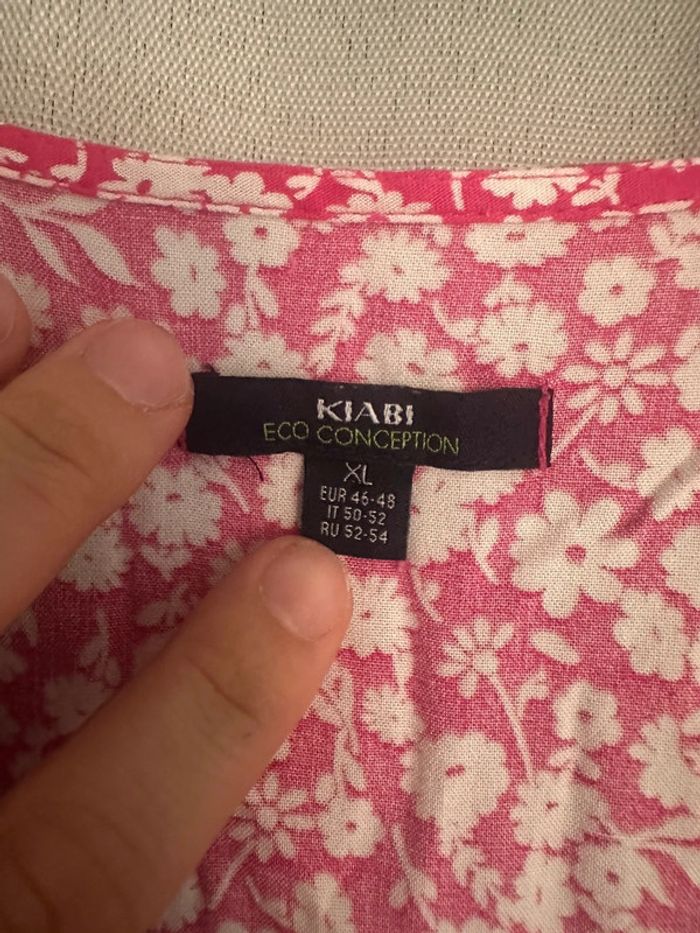 KIABI
ECO CONCEPTION
XL
EUR 46-48
IT 50-52
RU 52-54